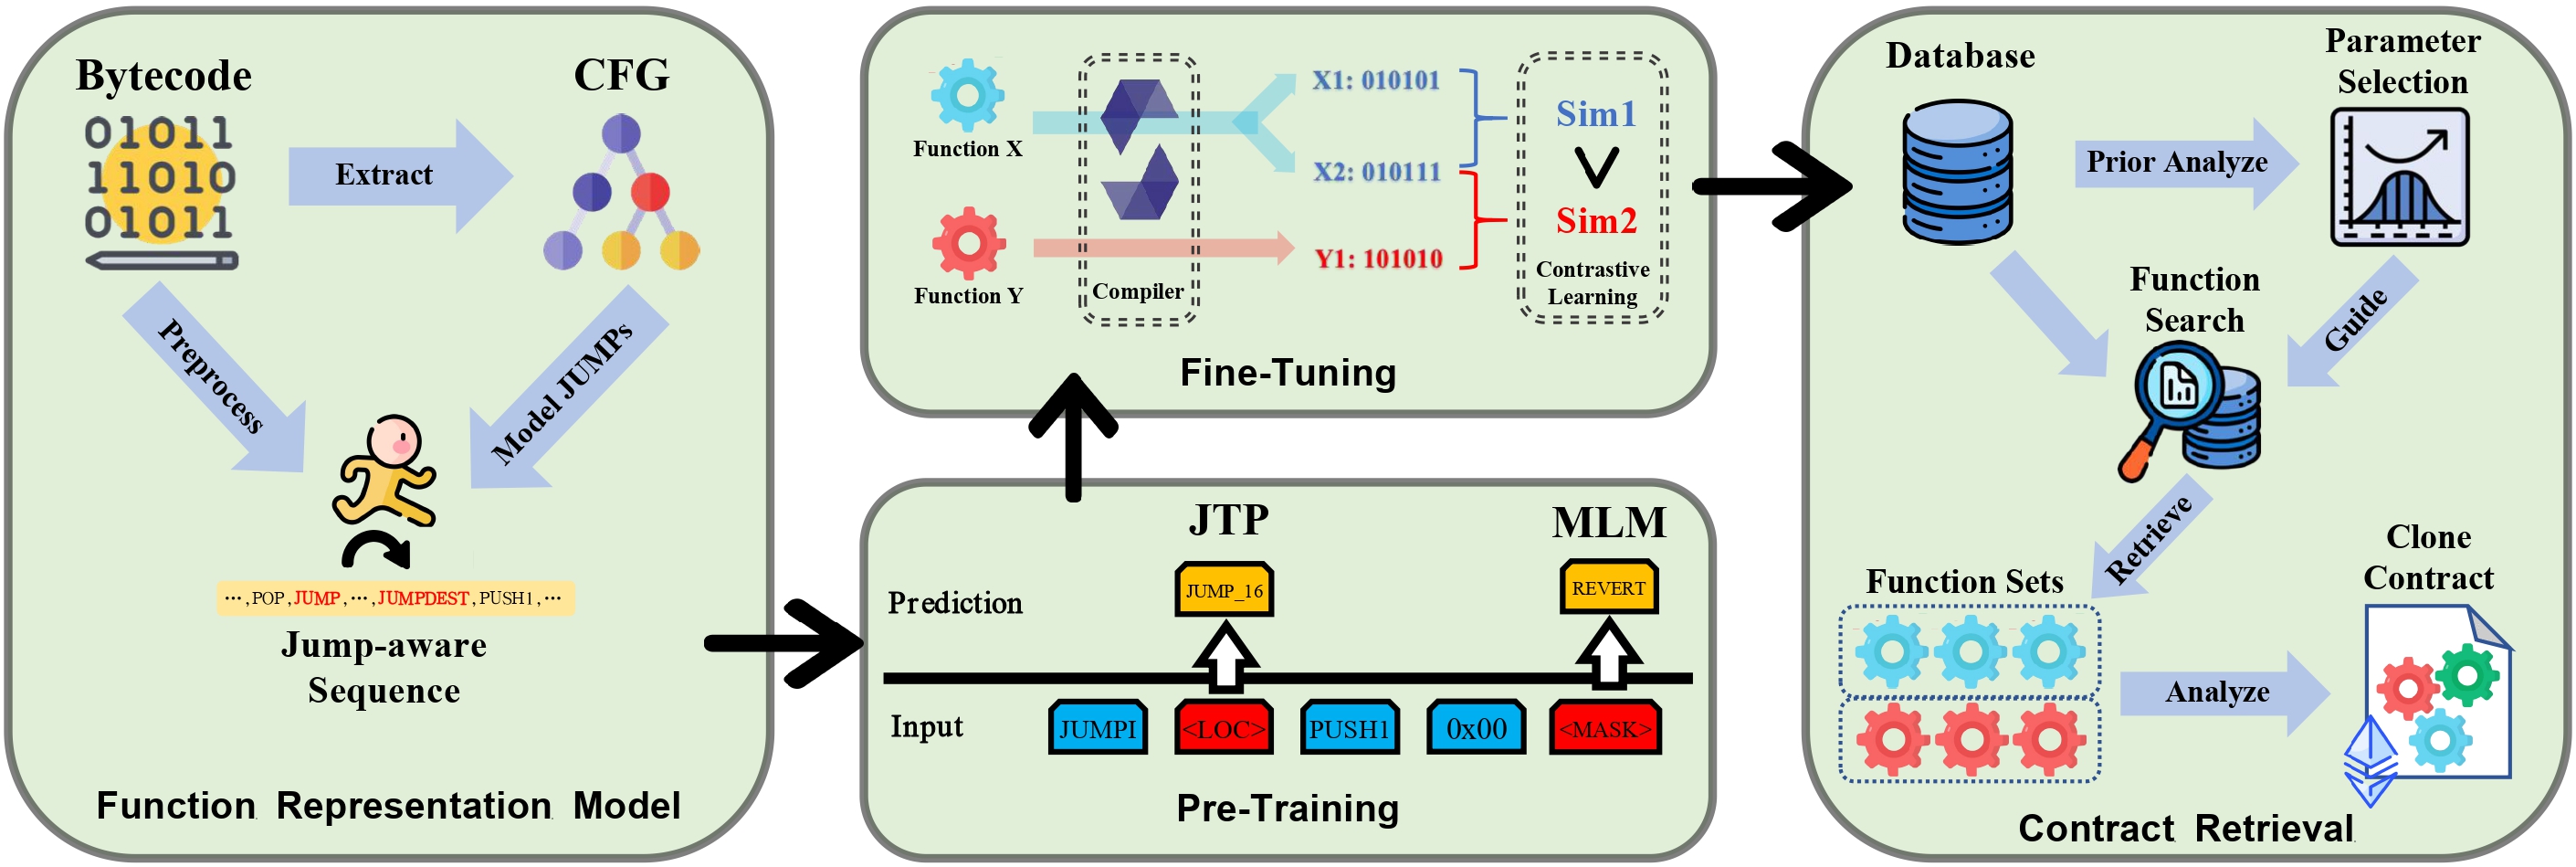 Bytecode
CFG
01011
11010
01011
Extract
Preprocess
Model JUMPs
···,POP,JUMP,···,JUMPDEST,PUSH1,···
Jump-aware
Sequence
Function Representation Model
Function X
Function Y
Compiler
X1: 010101
X2: 010111
Y1: 101010
Sim1
Sim2
Contrastive
Learning
Fine-Tuning
JTP
MLM
Prediction
JUMP_16
REVERT
Input
JUMPI
<LOC>
PUSH1
0x00
<MASK>
Pre-Training
Database
Parameter
Selection
Prior Analyze
Function
Search
Guide
Retrieve
Function Sets
Clone
Contract
Analyze
Contract Retrieval